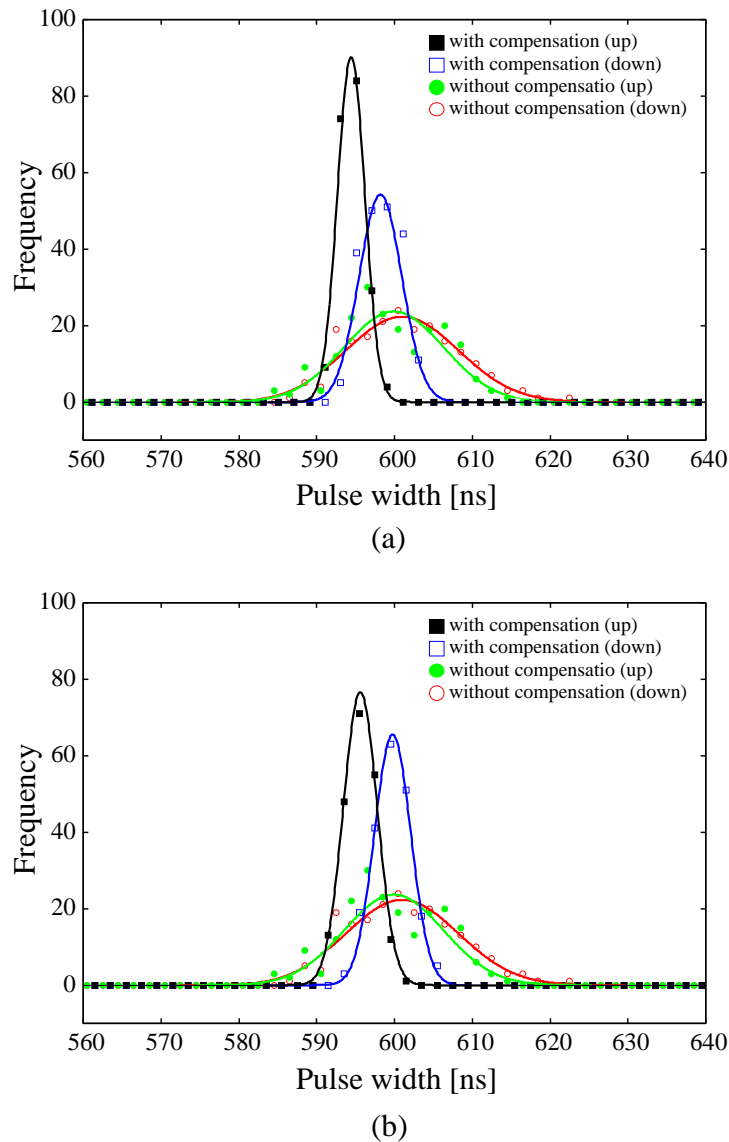 100
80
60
40
20
0
Frequency
with compensation (up)
with compensation (down)
without compensatio (up)
without compensation (down)
560 570 580 590 600 610 620 630 640
Pulse width [ns]
(a)
100
80
60
40
20
0
Frequency
with compensation (up)
with compensation (down)
without compensatio (up)
without compensation (down)
560 570 580 590 600 610 620 630 640
Pulse width [ns]
(b)